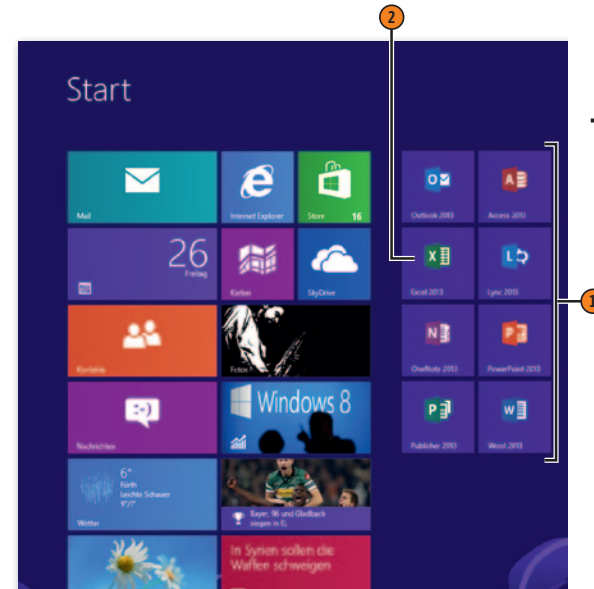 2
Start
Mail
Internet Explorer
Store 16
Outlook 2013
Access 2013
26
Freitag
Karten
SkyDrive
Excel 2013
Lync 2013
1
Kontakte
Fotos
OneNote 2013
PowerPoint 2013
Nachrichten
Windows 8
Publisher 2013
Word 2013
6°
Fürth
Leichte Schauer
9°/7°
Wetter
Bayer, 96 und Gladbach
siegen in EL
In Syrien sollen die
Waffen schweigen